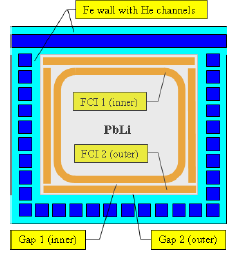 Fe wall with He channels
FCI 1 (inner)
PbLi
FCI 2 (outer)
Gap 1 (inner)
Gap 2 (outer)